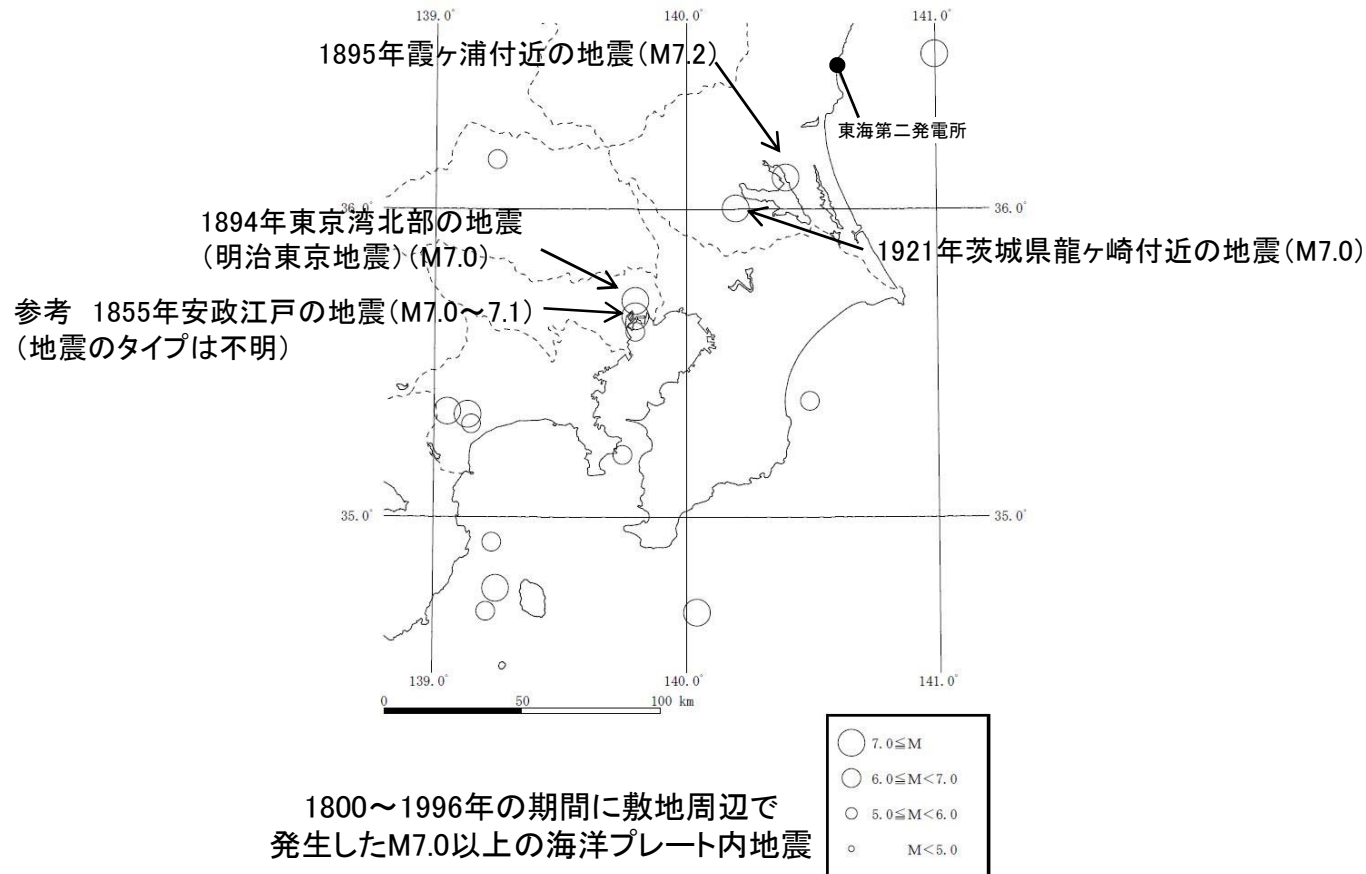 139.0°
140.0°
141.0°
1895年霞ヶ浦付近の地震(M7.2)
東海第二発電所
36.0°
36.0°
1894年東京湾北部の地震
(明治東京地震)(M7.0)
1921年茨城県龍ヶ崎付近の地震(M7.0)
参考 1855年安政江戸の地震(M7.0～7.1)
(地震のタイプは不明)
35.0°
35.0°
139.0°
140.0°
141.0°
0 50 100 km
7.0≦M
6.0≦M<7.0
5.0≦M<6.0
M<5.0
1800～1996年の期間に敷地周辺で
発生したM7.0以上の海洋プレート内地震